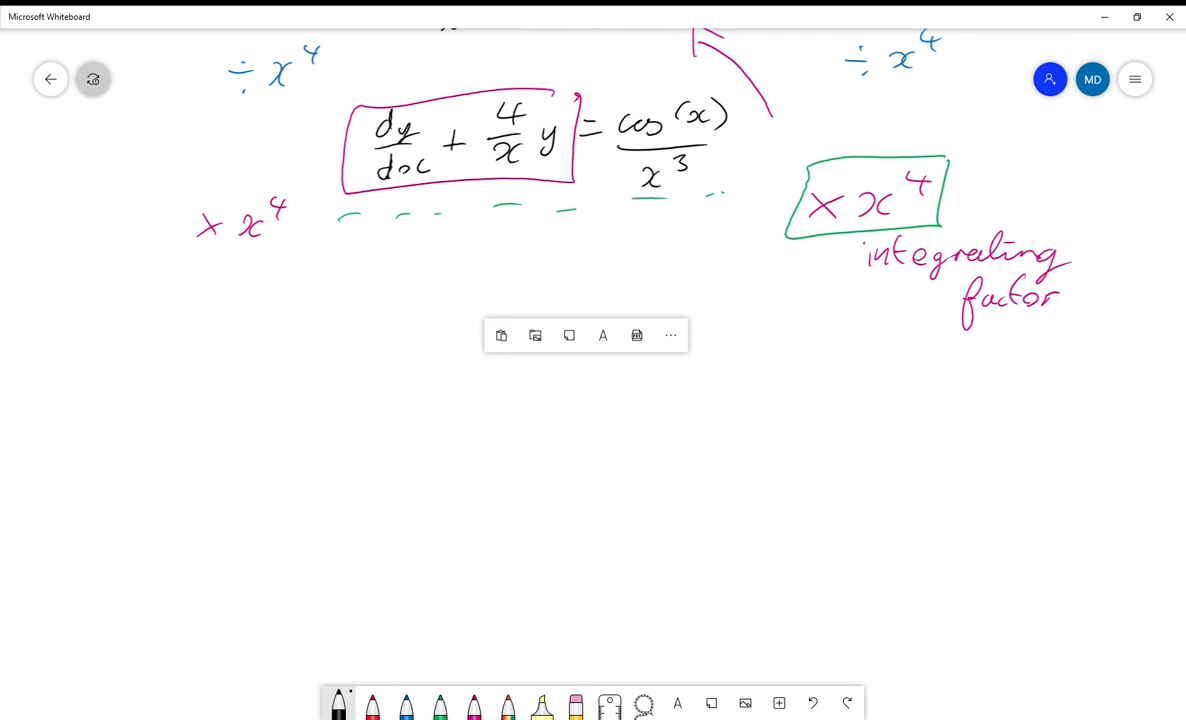 Microsoft Whiteboard
÷ x⁴
÷ x⁴
MD
dy/dx + 4/x y = cos(x)/x³
× x⁴
× x⁴
integrating
factor
A
A